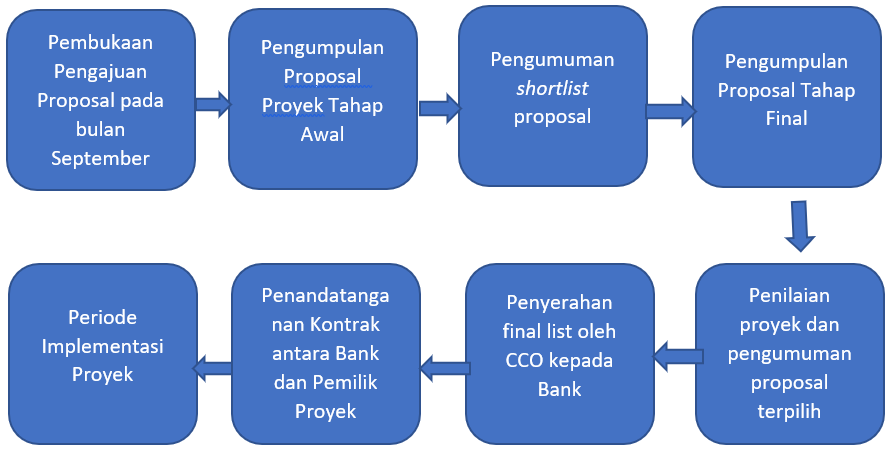 Pembukaan
Pengajuan
Proposal pada
bulan
September
Pengumpulan
Proposal
Proyek Tahap
Awal
Pengumuman
shortlist
proposal
Pengumpulan
Proposal Tahap
Final
Penilaian
proyek dan
pengumuman
proposal
terpilih
Penyerahan
final list oleh
CCO kepada
Bank
Penandatanga
nan Kontrak
antara Bank
dan Pemilik
Proyek
Periode
Implementasi
Proyek